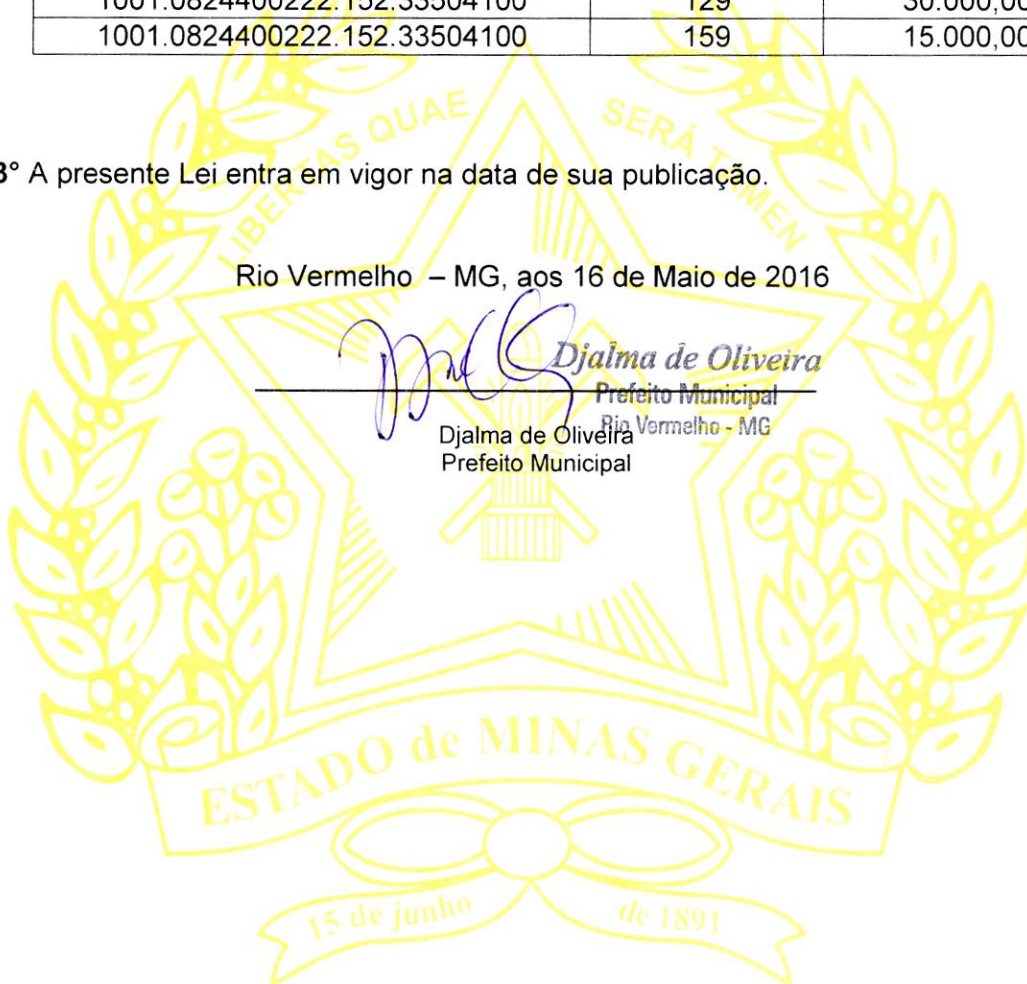 1001.0824400222.152.33504100 129 30.000,00
1001.0824400222.152.33504100 159 15.000,00
LIBERTAS QUAE SERÁ TAMEN
3° A presente Lei entra em vigor na data de sua publicação.
Rio Vermelho – MG, aos 16 de Maio de 2016
Djalma de Oliveira
Prefeito Municipal
Rio Vermelho - MG
Djalma de Oliveira
Prefeito Municipal
ESTADO de MINAS GERAIS
15 de junho de 1891